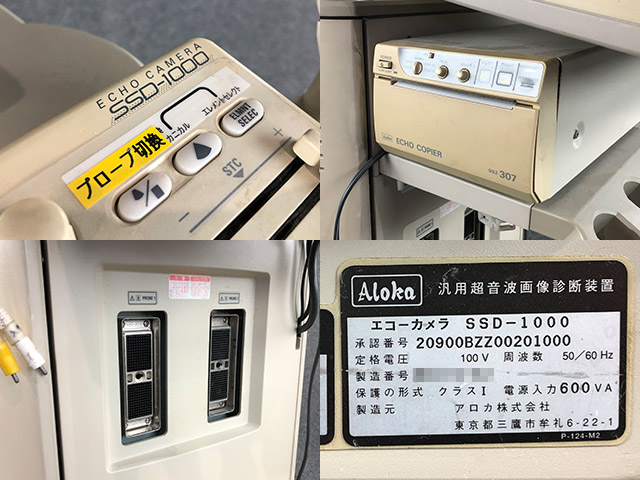 ECHO CAMERA
SSD-1000
プローブ切換
カニカル
エレメントセレクト
ELMNT
SELEC
STC
+
-
POWER
ECHO COPIER
SSZ 307
PROBE 1
Aloka 汎用超音波画像診断装置
エコーカメラ SSD-1000
承認番号 20900BZZ00201000
定格電圧 100 V 周波数 50/60 Hz
製造番号
保護の形式 クラスI 電源入力 600 VA
製造元 アロカ株式会社
東京都三鷹市牟礼6-22-1
P-124-M2